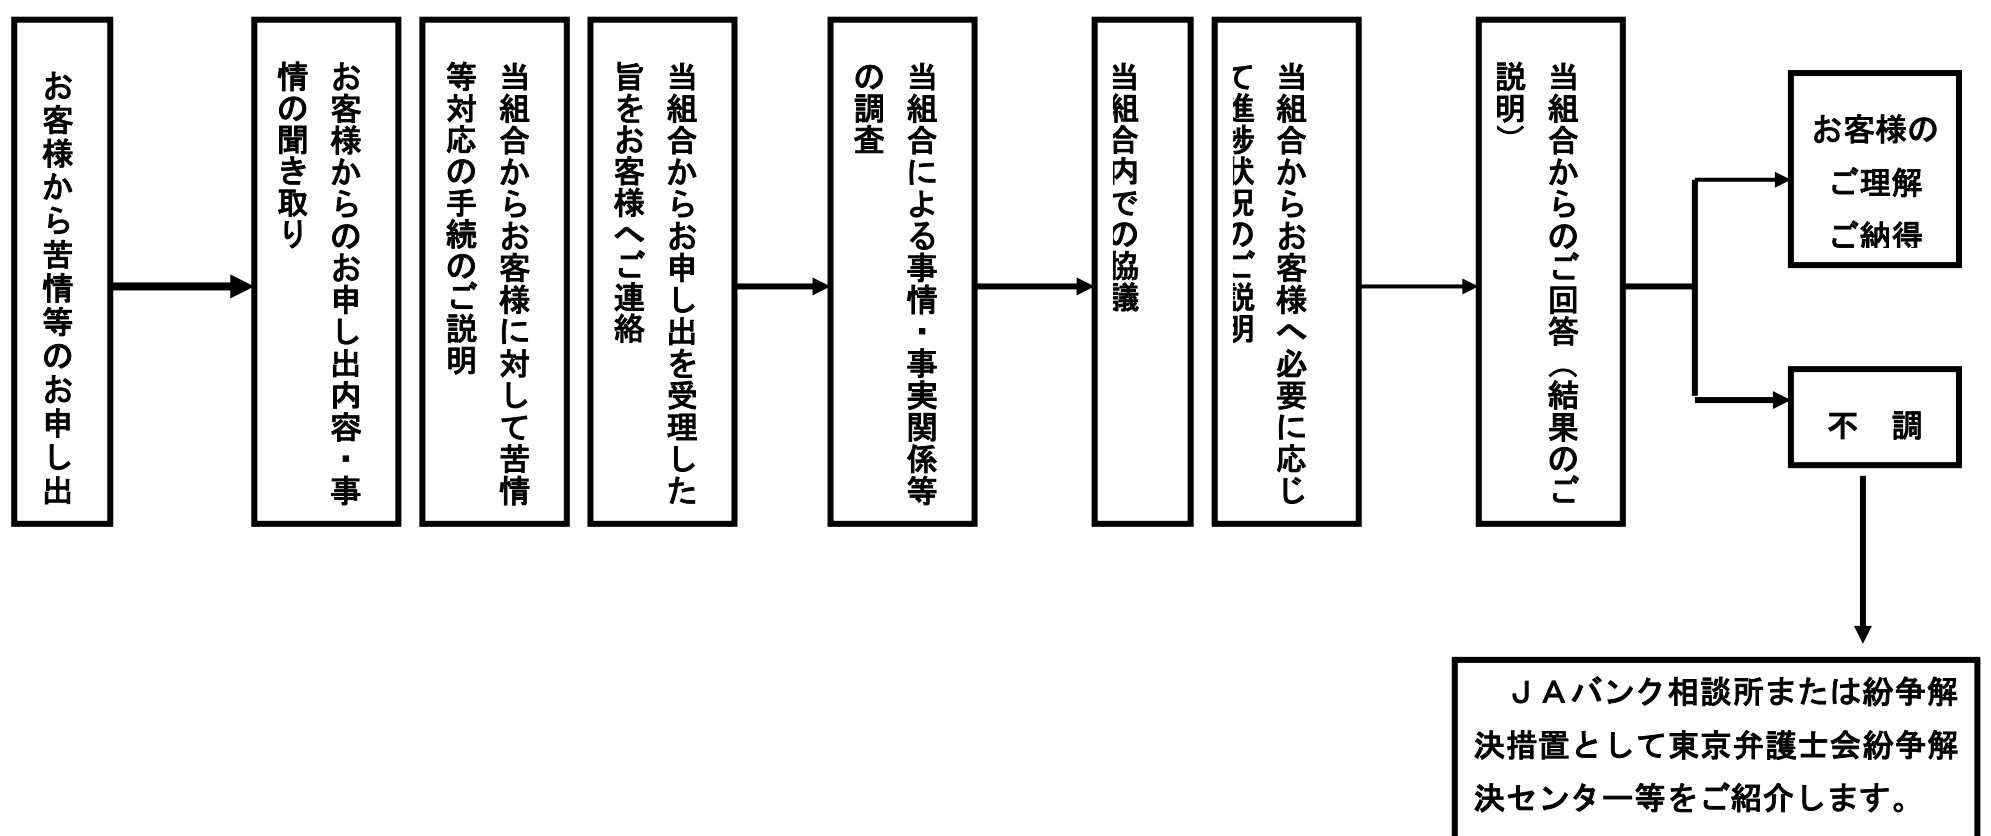 お客様から苦情等のお申し出
お客様からのお申し出内容・事
情の聞き取り
当組合からお客様に対して苦情
等対応の手続のご説明
当組合からお申し出を受理した
旨をお客様へご連絡
当組合による事情・事実関係等
の調査
当組合内での協議
当組合からお客様へ必要に応じ
て進捗状況のご説明
当組合からのご回答（結果のご
説明）
お客様の
ご理解
ご納得
不　調
ＪＡバンク相談所または紛争解
決措置として東京弁護士会紛争解
決センター等をご紹介します。